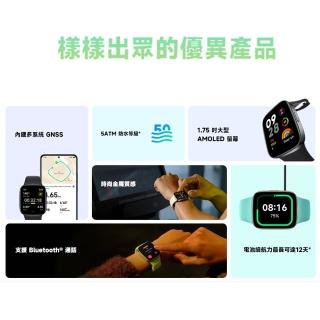 樣樣出眾的優異產品
內建多系統 GNSS
5ATM 防水等級*
50
1.75 吋大型
AMOLED 螢幕
時尚金屬質感
支援 Bluetooth® 通話
08:16
75%
電池續航力最長可達12天*